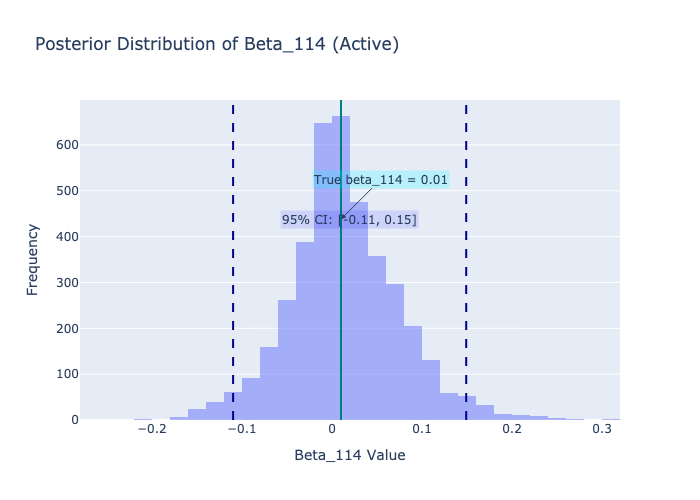 Posterior Distribution of Beta_114 (Active)
600
500
400
300
200
100
0
Frequency
True beta_114 = 0.01
95% CI: [-0.11, 0.15]
−0.2
−0.1
0
0.1
0.2
0.3
Beta_114 Value